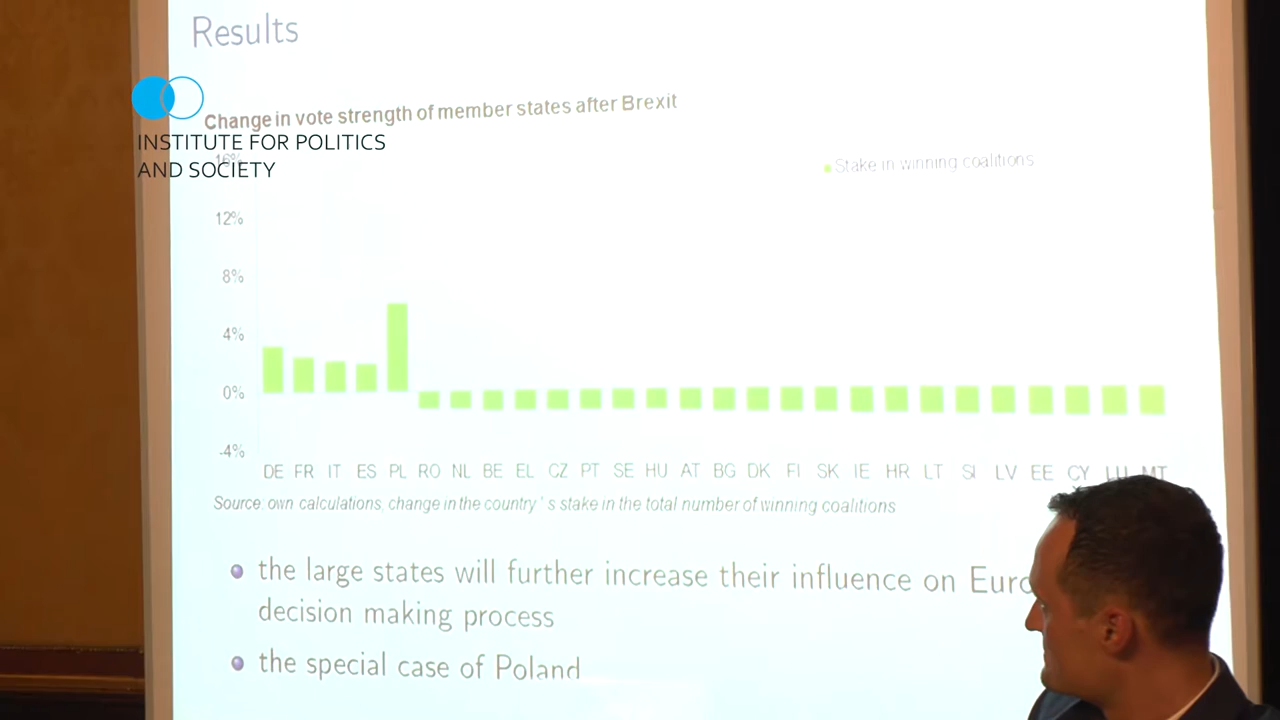 Results
Change in vote strength of member states after Brexit
INSTITUTE FOR POLITICS
AND SOCIETY
16%
Stake in winning coalitions
12%
8%
4%
0%
-4%
DE FR IT ES PL RO NL BE EL CZ PT SE HU AT BG DK FI SK IE HR LT SI LV EE CY LU MT
Source: own calculations, change in the country ' s stake in the total number of winning coalitions
the large states will further increase their influence on Euro
decision making process
the special case of Poland